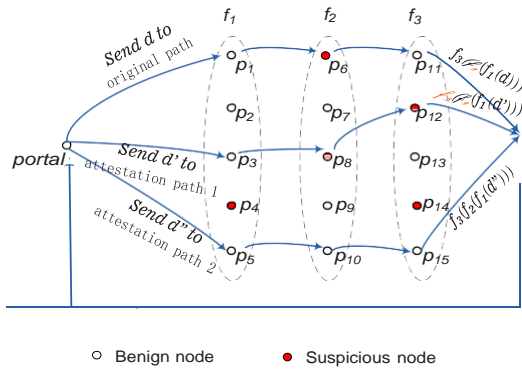 f1 f2 f3
Send d to
original path
p1 p6 p11
f3( (f1(d)))
p2 p7 p12
(f1(d')))
portal
Send d' to
attestation path 1
p3 p8 p13
Send d'' to
attestation path 2
p4 p9 p14
f3(f2(f1(d'')))
p5 p10 p15
Benign node Suspicious node